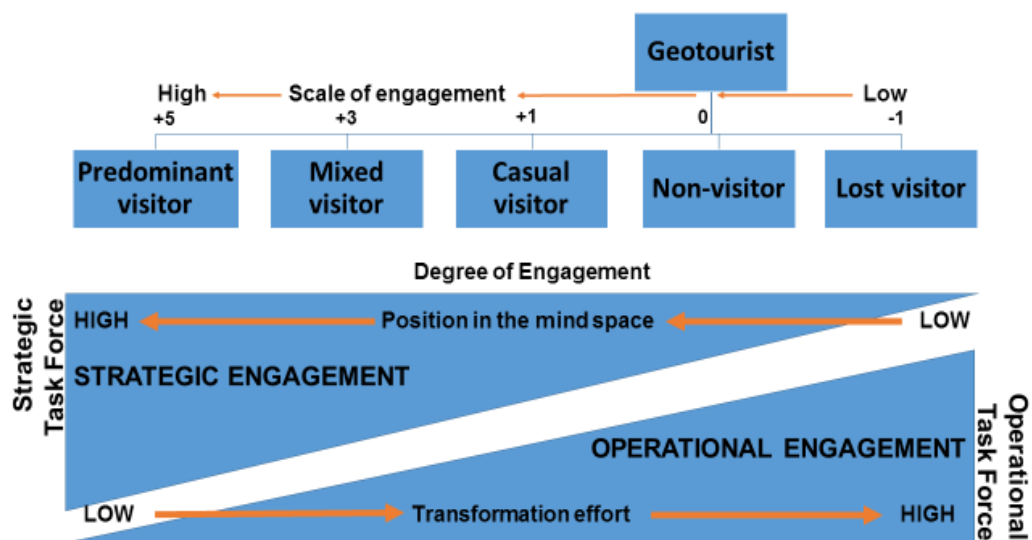 Geotourist
High
Scale of engagement
Low
+5
+3
+1
0
-1
Predominant
visitor
Mixed
visitor
Casual
visitor
Non-visitor
Lost visitor
Degree of Engagement
Strategic
Task Force
HIGH
Position in the mind space
LOW
STRATEGIC ENGAGEMENT
OPERATIONAL ENGAGEMENT
Operational
Task Force
LOW
Transformation effort
HIGH